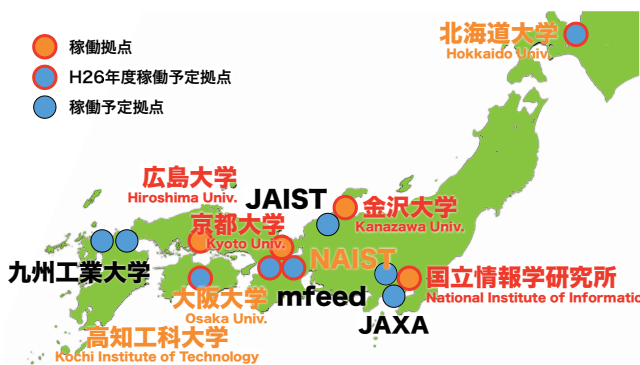 稼働拠点
H26年度稼働予定拠点
稼働予定拠点
北海道大学
Hokkaido Univ.
広島大学
Hiroshima Univ.
JAIST
金沢大学
Kanazawa Univ.
京都大学
Kyoto Univ.
九州工業大学
NAIST
国立情報学研究所
National Institute of Informatic
大阪大学
Osaka Univ.
mfeed
JAXA
高知工科大学
Kochi Institute of Technology